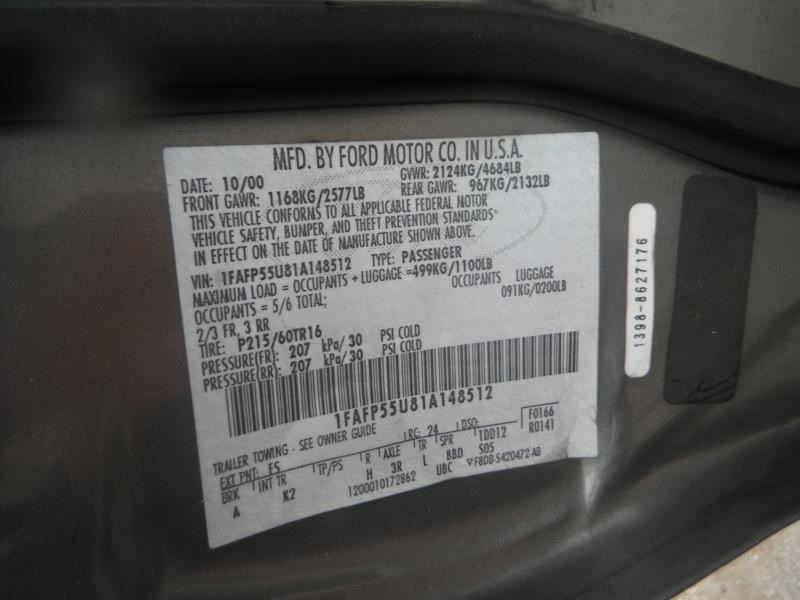 MFD. BY FORD MOTOR CO. IN U.S.A.
DATE: 10/00 GVWR: 2124KG/4684LB
FRONT GAWR: 1168KG/2577LB REAR GAWR: 967KG/2132LB
THIS VEHICLE CONFORMS TO ALL APPLICABLE FEDERAL MOTOR
VEHICLE SAFETY, BUMPER, AND THEFT PREVENTION STANDARDS
IN EFFECT ON THE DATE OF MANUFACTURE SHOWN ABOVE.
VIN: 1FAFP55U81A148512 TYPE: PASSENGER
MAXIMUM LOAD = OCCUPANTS + LUGGAGE =499KG/1100LB
OCCUPANTS = 5/6 TOTAL; OCCUPANTS LUGGAGE
2/3 FR, 3 RR 091KG/0200LB
TIRE: P215/60TR16
PRESSURE(FR): 207 kPa/30 PSI COLD
PRESSURE(RR): 207 kPa/30 PSI COLD
1FAFP55U81A148512
TRAILER TOWING - SEE OWNER GUIDE
EXT PNT: FS RC: 24 DSO: F0166
BRK INT TR TP/PS R AXLE TR SPR 1DD12 R0141
A K2 H 3R L BBD S05
1200010172862 UBC F8DB-5420472-AB
1398-8627176